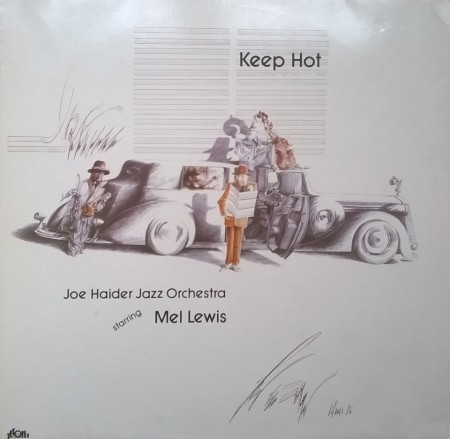 Keep Hot
Joe Haider Jazz Orchestra
starring Mel Lewis